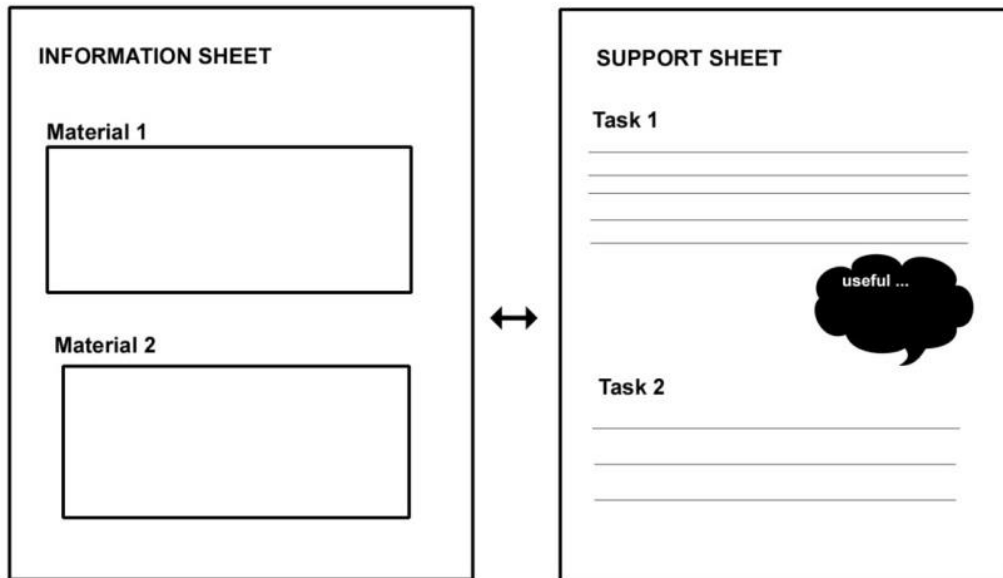 INFORMATION SHEET
Material 1
Material 2
SUPPORT SHEET
Task 1
useful ...
Task 2